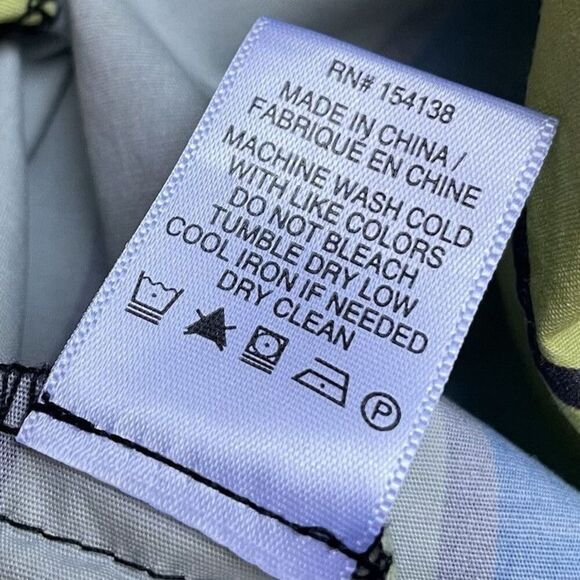 RN# 154138
MADE IN CHINA /
FABRIQUE EN CHINE
MACHINE WASH COLD
WITH LIKE COLORS
DO NOT BLEACH
TUMBLE DRY LOW
COOL IRON IF NEEDED
DRY CLEAN
P